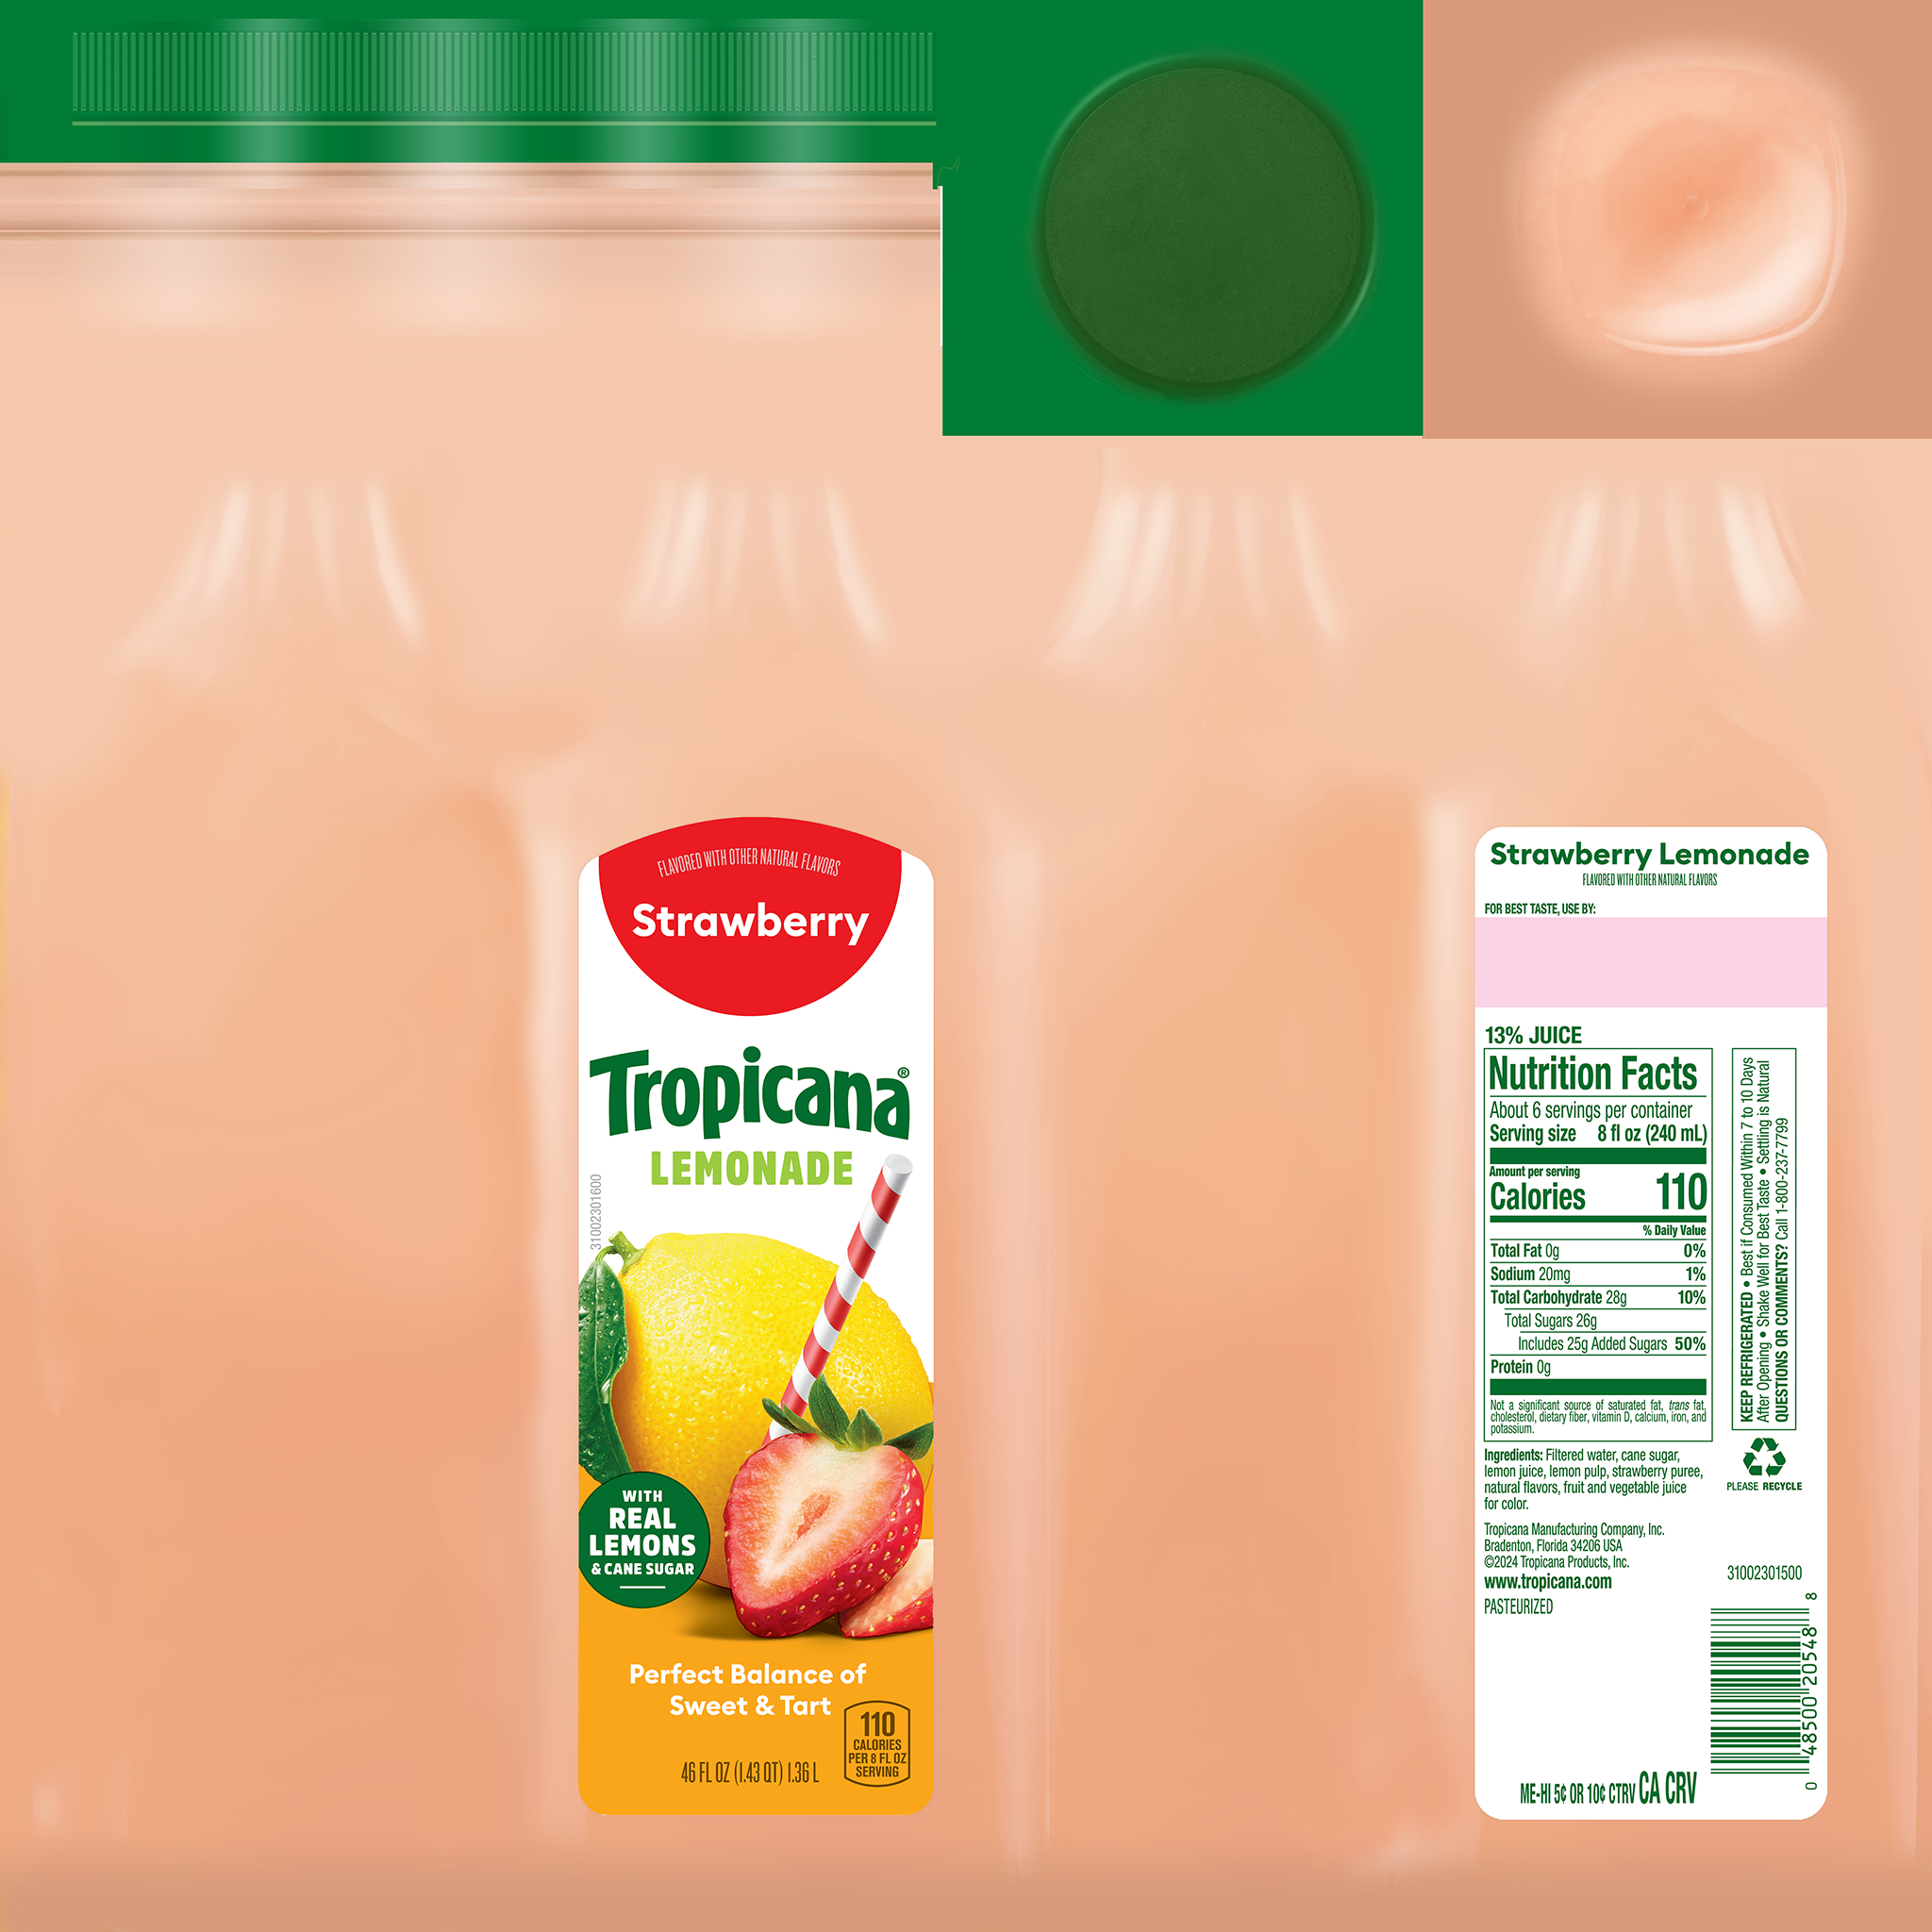 FLAVORED WITH OTHER NATURAL FLAVORS
Strawberry
Tropicana®
LEMONADE
31002301600
WITH
REAL
LEMONS
& CANE SUGAR
Perfect Balance of
Sweet & Tart
110
CALORIES
PER 8 FL OZ
SERVING
46 FL OZ (1.43 QT) 1.36 L
Strawberry Lemonade
FLAVORED WITH OTHER NATURAL FLAVORS
FOR BEST TASTE, USE BY:
13% JUICE
Nutrition Facts
About 6 servings per container
Serving size 8 fl oz (240 mL)
Amount per serving
Calories 110
% Daily Value
Total Fat 0g 0%
Sodium 20mg 1%
Total Carbohydrate 28g 10%
Total Sugars 26g
Includes 25g Added Sugars 50%
Protein 0g
Not a significant source of saturated fat, trans fat,
cholesterol, dietary fiber, vitamin D, calcium, iron, and
potassium.
KEEP REFRIGERATED • Best if Consumed Within 7 to 10 Days
After Opening • Shake Well for Best Taste • Settling is Natural
QUESTIONS OR COMMENTS? Call 1-800-237-7799
PLEASE RECYCLE
Ingredients: Filtered water, cane sugar,
lemon juice, lemon pulp, strawberry puree,
natural flavors, fruit and vegetable juice
for color.
Tropicana Manufacturing Company, Inc.
Bradenton, Florida 34206 USA
©2024 Tropicana Products, Inc.
www.tropicana.com
PASTEURIZED
31002301500
0 48500 20548 8
ME-HI 5¢ OR 10¢ CTRV CA CRV